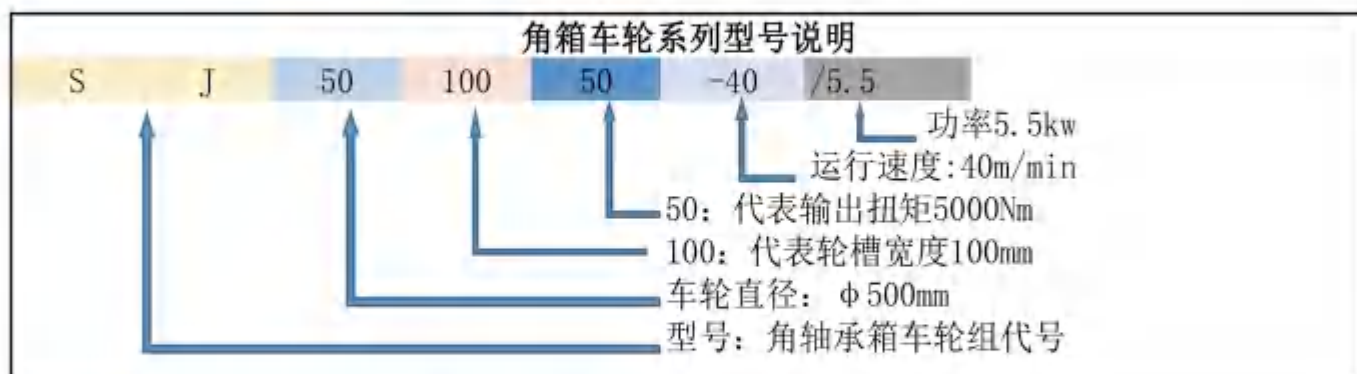 角箱车轮系列型号说明
S J 50 100 50 -40 /5.5
功率5.5kw
运行速度:40m/min
50: 代表输出扭矩5000Nm
100: 代表轮槽宽度100mm
车轮直径: φ500mm
型号: 角轴承箱车轮组代号